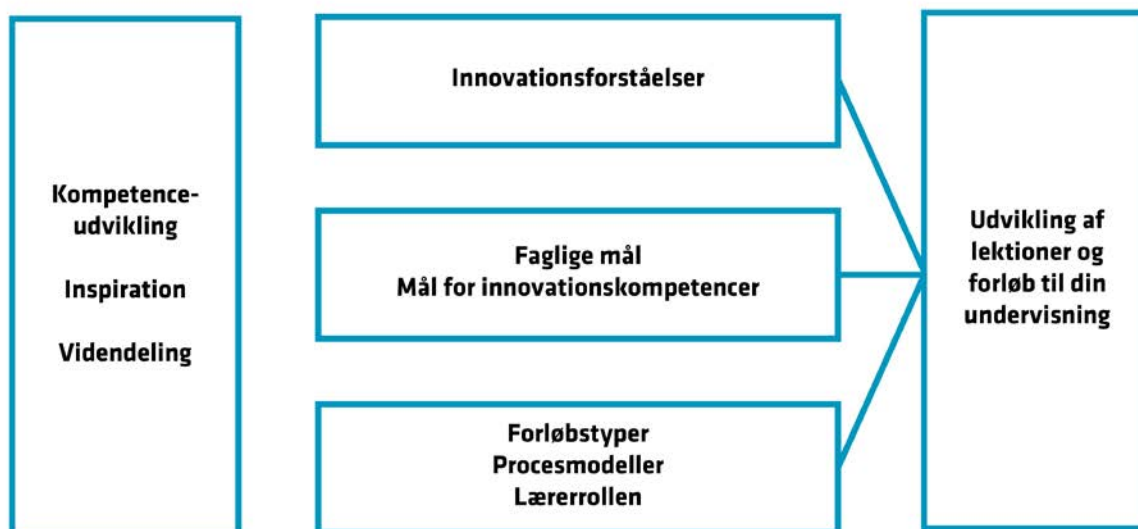 Kompetence-
udvikling
Inspiration
Videndeling
Innovationsforståelser
Faglige mål
Mål for innovationskompetencer
Forløbstyper
Procesmodeller
Lærerrollen
Udvikling af
lektioner og
forløb til din
undervisning